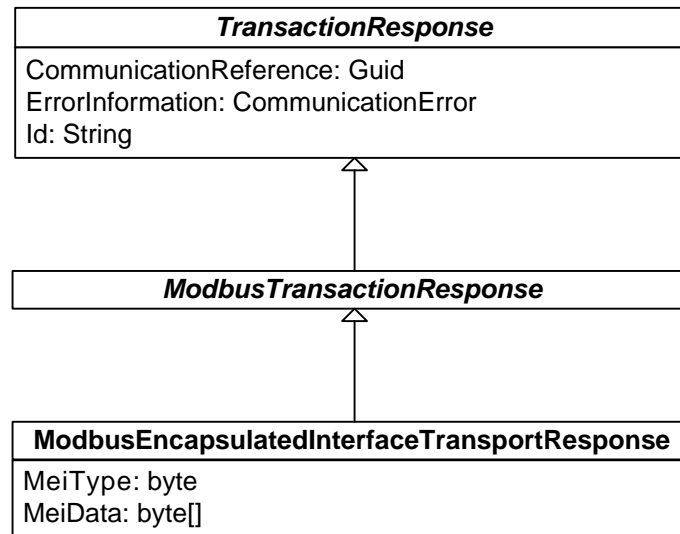 TransactionResponse
CommunicationReference: Guid
ErrorInformation: CommunicationError
Id: String
ModbusTransactionResponse
ModbusEncapsulatedInterfaceTransportResponse
MeiType: byte
MeiData: byte[]